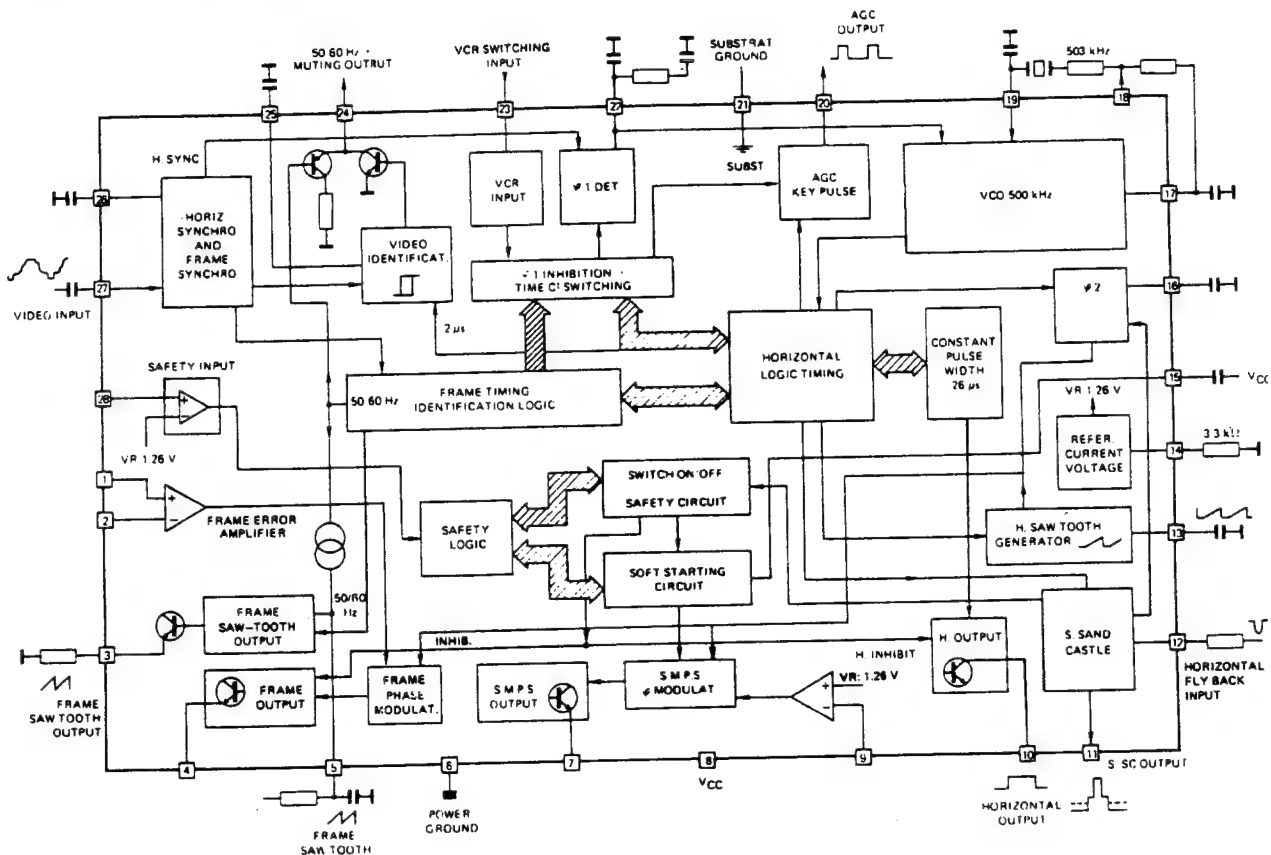 AGC
OUTPUT
50 60 Hz
MUTING OUTPUT
VCR SWITCHING
INPUT
SUBSTRAT
GROUND
503 kHz
25
24
23
22
21
20
19
18
H. SYNC
SUBST
HORIZ
SYNCHRO
AND
FRAME
SYNCHRO
VCR
INPUT
φ 1 DET
AGC
KEY PULSE
VCO 500 kHz
26
17
VIDEO
IDENTIFICAT.
27
VIDEO INPUT
φ 1 INHIBITION
TIME CT SWITCHING
φ 2
16
2 µs
SAFETY INPUT
28
VR 1.26 V
50 60 Hz
FRAME TIMING
IDENTIFICATION LOGIC
HORIZONTAL
LOGIC TIMING
CONSTANT
PULSE
WIDTH
26 µs
15
VCC
VR 1.26 V
REFER.
CURRENT
VOLTAGE
14
3.3 kΩ
1
2
FRAME ERROR
AMPLIFIER
SAFETY
LOGIC
SWITCH ON/OFF
SAFETY CIRCUIT
SOFT STARTING
CIRCUIT
H. SAW TOOTH
GENERATOR
13
50/60
Hz
FRAME
SAW-TOOTH
OUTPUT
3
FRAME
SAW TOOTH
OUTPUT
FRAME
OUTPUT
INHIB.
FRAME
PHASE
MODULAT.
S M P S
OUTPUT
S M P S
φ MODULAT
H. INHIBIT
VR: 1.26 V
H. OUTPUT
S. SAND
CASTLE
12
HORIZONTAL
FLY BACK
INPUT
4
5
6
7
8
9
10
11
VCC
S. SC OUTPUT
POWER
GROUND
HORIZONTAL
OUTPUT
FRAME
SAW TOOTH